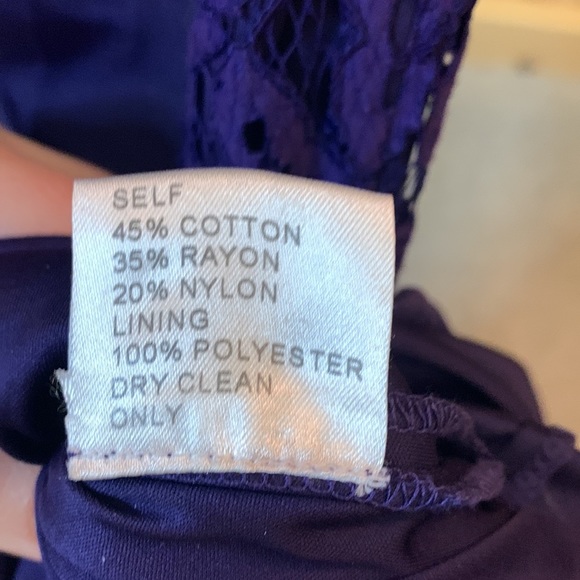 SELF
45% COTTON
35% RAYON
20% NYLON
LINING
100% POLYESTER
DRY CLEAN
ONLY